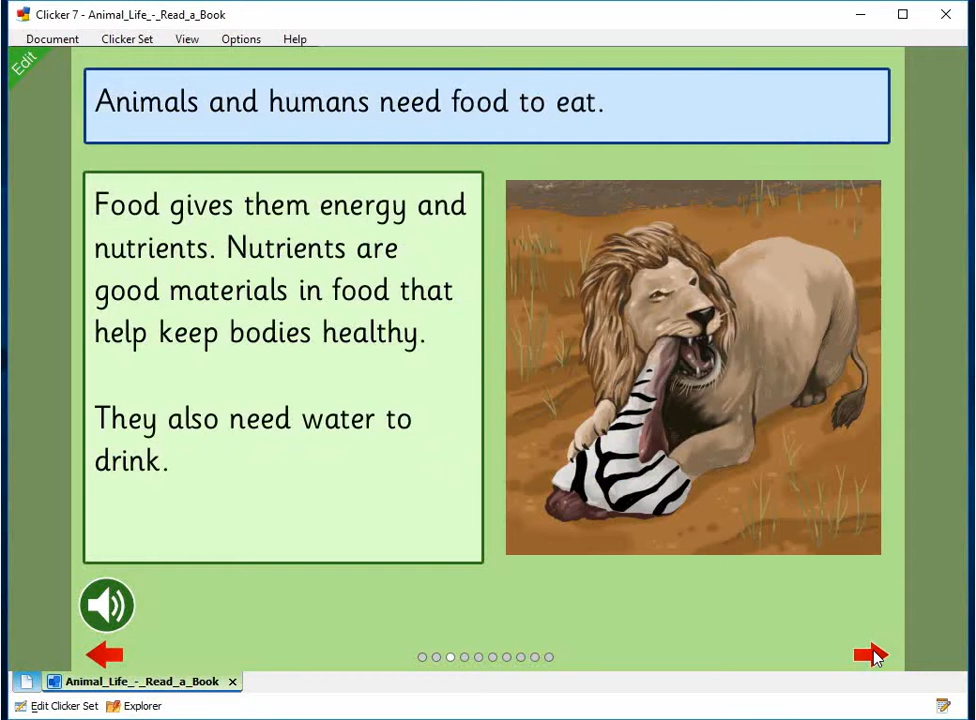 Clicker 7 - Animal_Life_-_Read_a_Book
Document Clicker Set View Options Help
Edit
Animals and humans need food to eat.
Food gives them energy and
nutrients. Nutrients are
good materials in food that
help keep bodies healthy.
They also need water to
drink.
Animal_Life_-_Read_a_Book
Edit Clicker Set Explorer